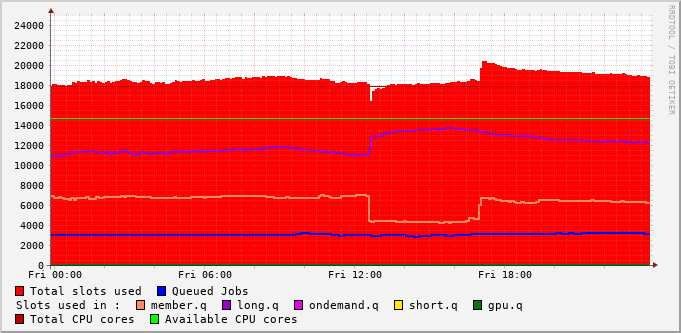 RRDTOOL / TOBI OETIKER
24000
22000
20000
18000
16000
14000
12000
10000
8000
6000
4000
2000
0
Fri 00:00 Fri 06:00 Fri 12:00 Fri 18:00
Total slots used Queued Jobs
Slots used in : member.q long.q ondemand.q short.q gpu.q
Total CPU cores Available CPU cores